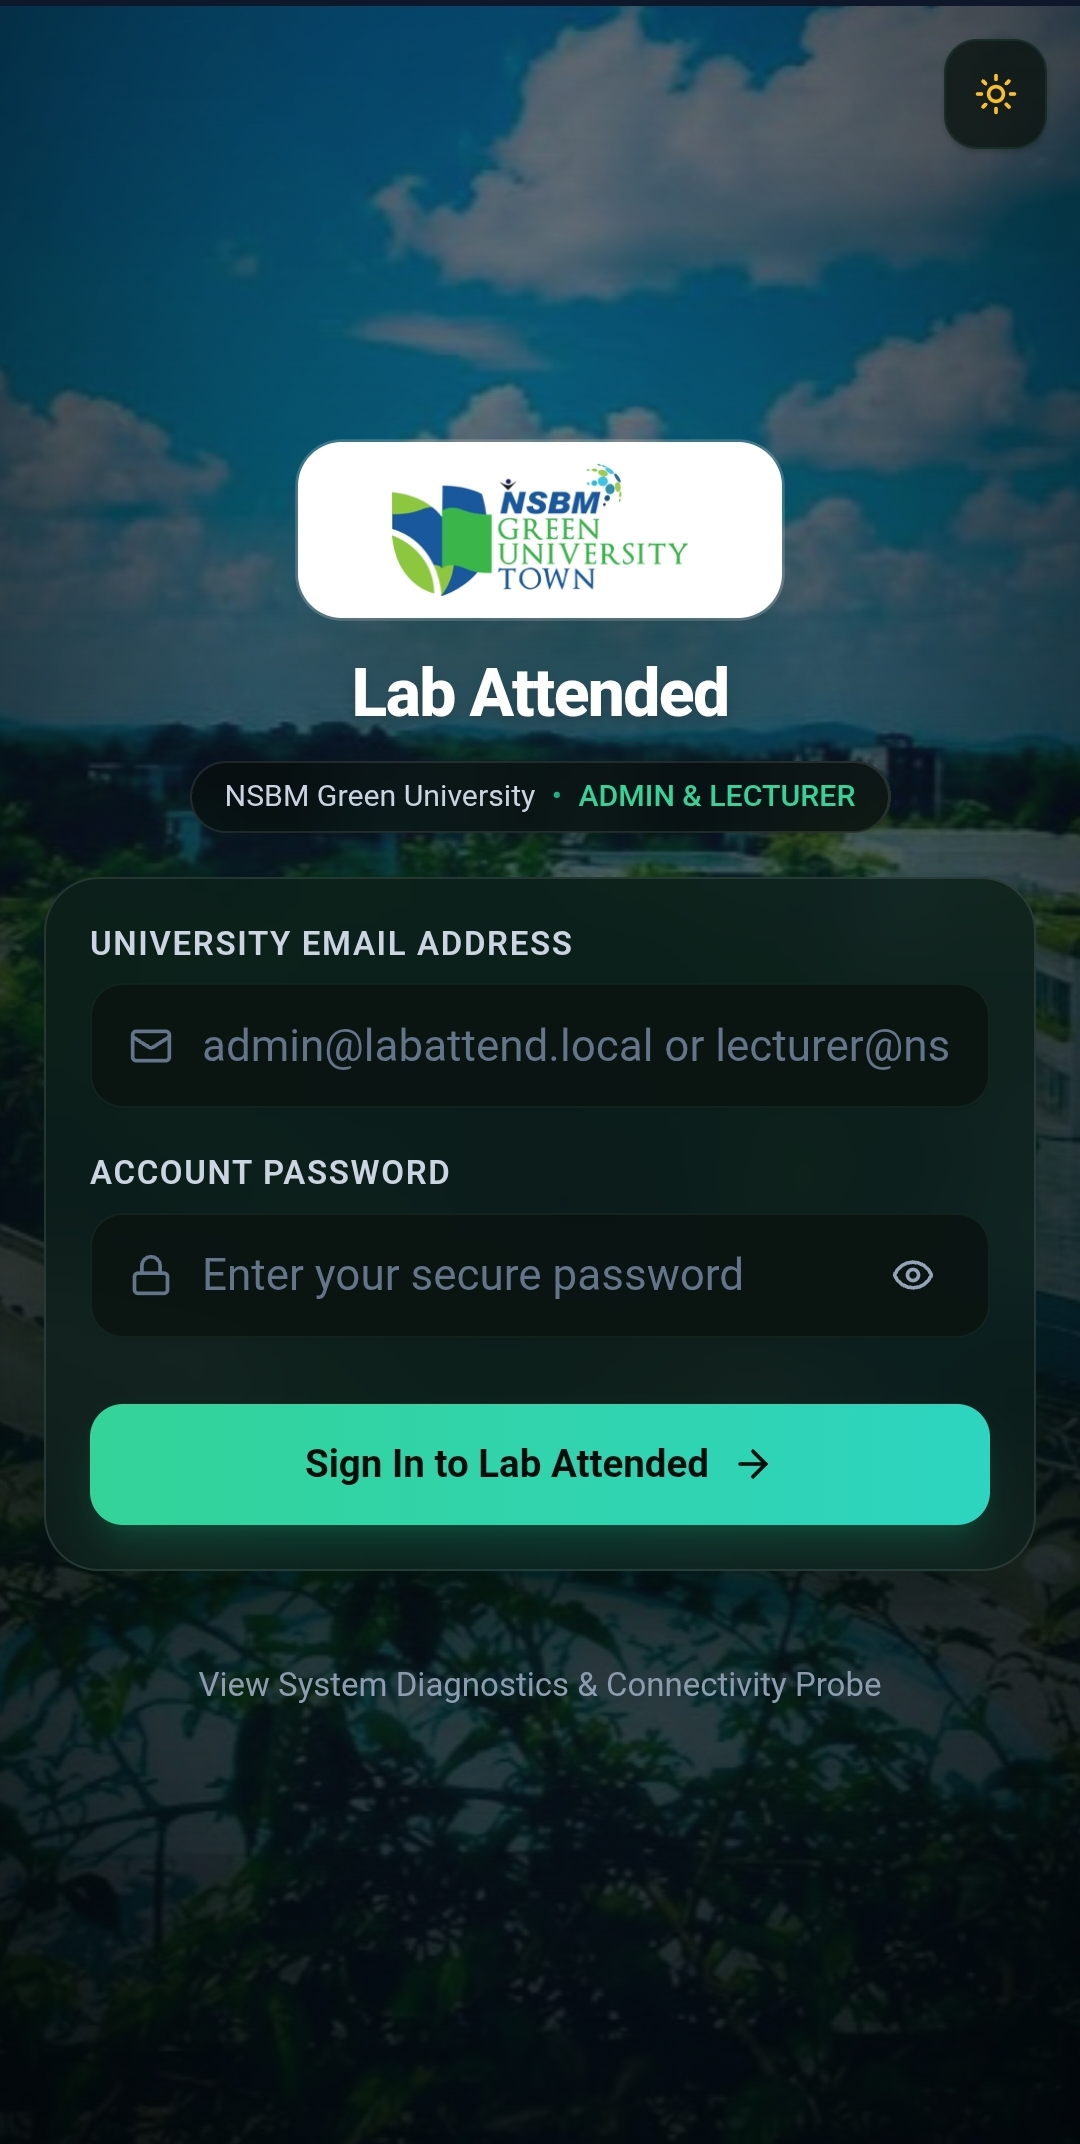 NSBM
GREEN
UNIVERSITY
TOWN
Lab Attended
NSBM Green University • ADMIN & LECTURER
UNIVERSITY EMAIL ADDRESS
admin@labattend.local or lecturer@ns
ACCOUNT PASSWORD
Enter your secure password
Sign In to Lab Attended →
View System Diagnostics & Connectivity Probe